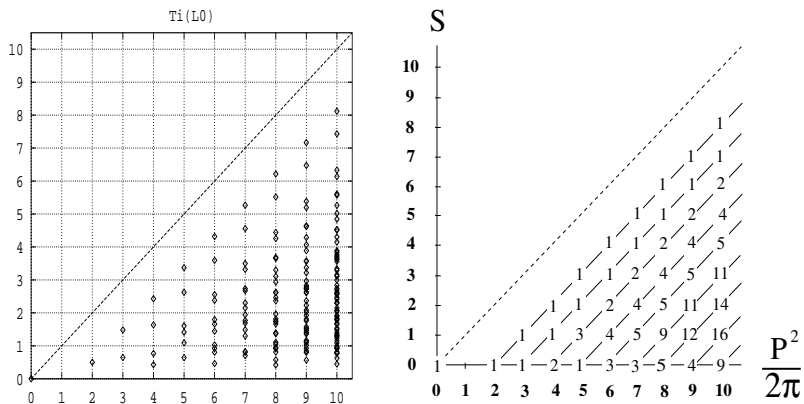 Ti(L0)
10
9
8
7
6
5
4
3
2
1
0
0 1 2 3 4 5 6 7 8 9 10
S
10
9
8 1
7 1 1
6 1 1 2
5 1 1 2 4
4 1 1 2 4 5
3 1 1 2 4 5 11
2 1 1 2 4 5 11 14
1 1 1 3 4 5 9 12 16
0 1 1 1 2 1 3 3 5 4 9
0 1 2 3 4 5 6 7 8 9 10
P²
2π